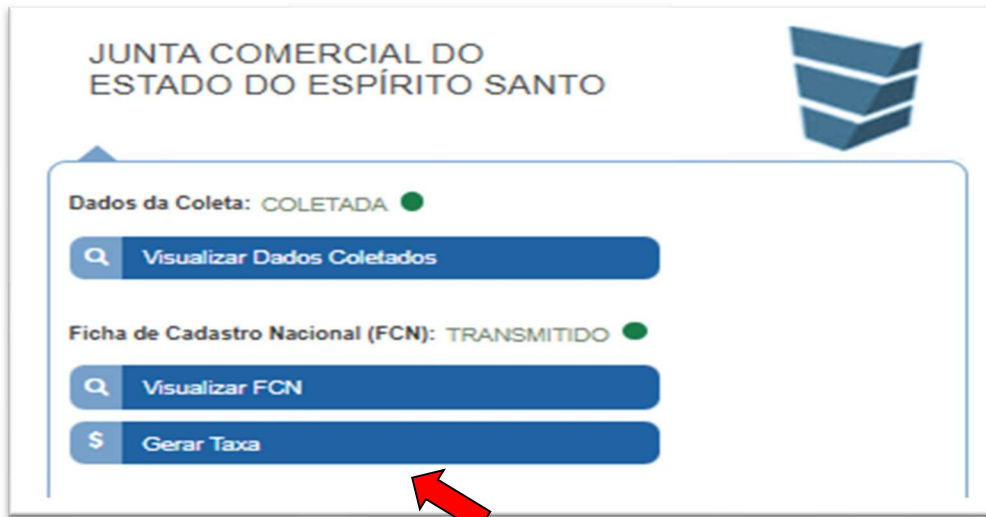 JUNTA COMERCIAL DO
ESTADO DO ESPÍRITO SANTO
Dados da Coleta: COLETADA
Visualizar Dados Coletados
Ficha de Cadastro Nacional (FCN): TRANSMITIDO
Visualizar FCN
$ Gerar Taxa